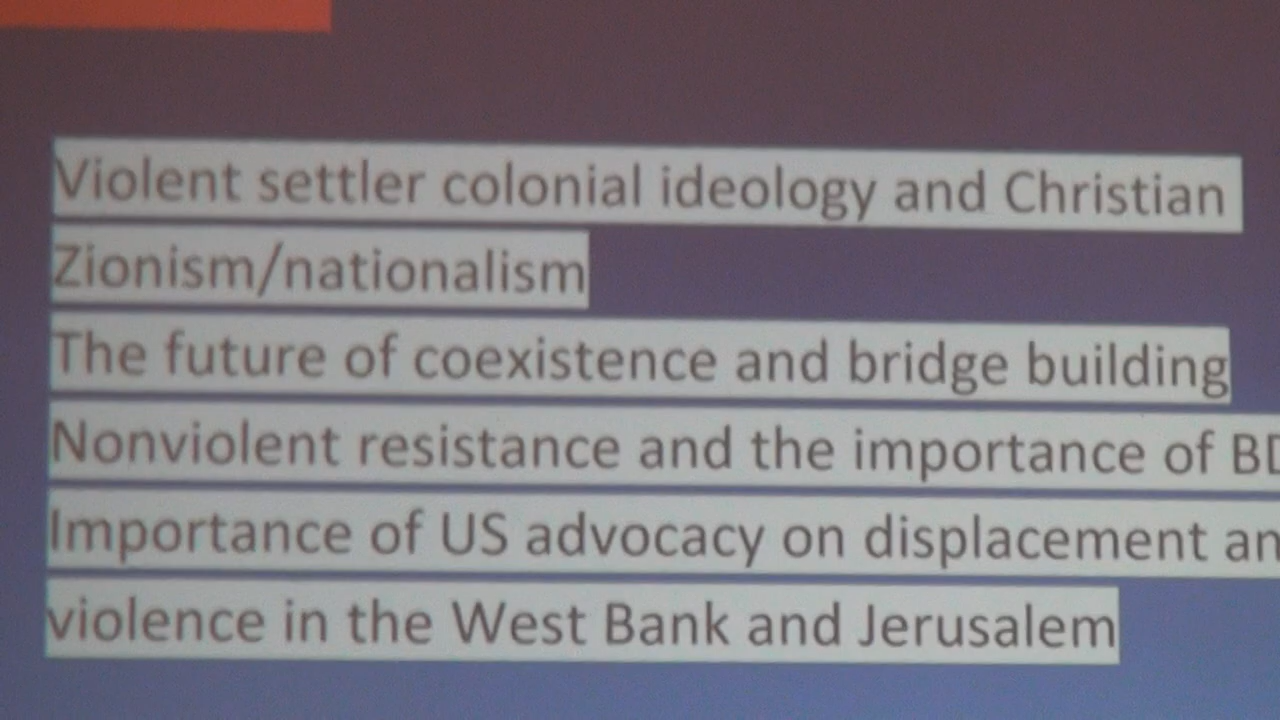 Violent settler colonial ideology and Christian
Zionism/nationalism
The future of coexistence and bridge building
Nonviolent resistance and the importance of
Importance of US advocacy on displacement
violence in the West Bank and Jerusalem